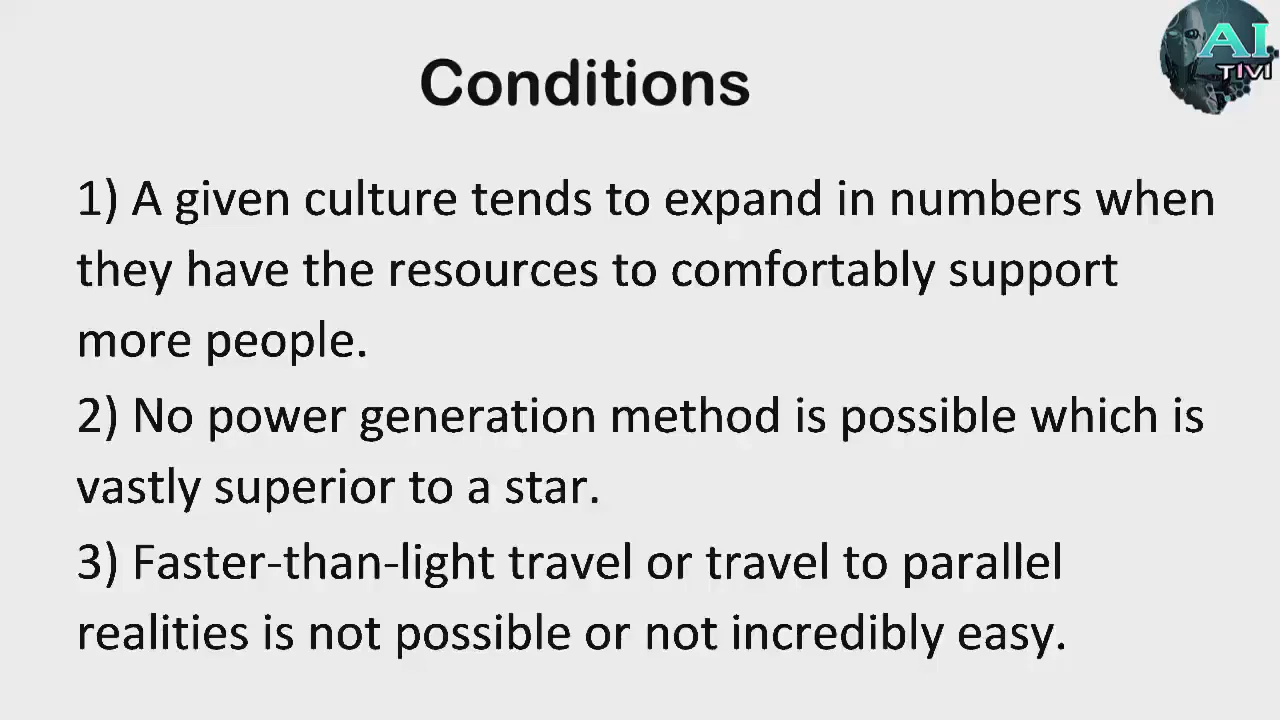 AI
TIVI
Conditions
1) A given culture tends to expand in numbers when
they have the resources to comfortably support
more people.
2) No power generation method is possible which is
vastly superior to a star.
3) Faster-than-light travel or travel to parallel
realities is not possible or not incredibly easy.